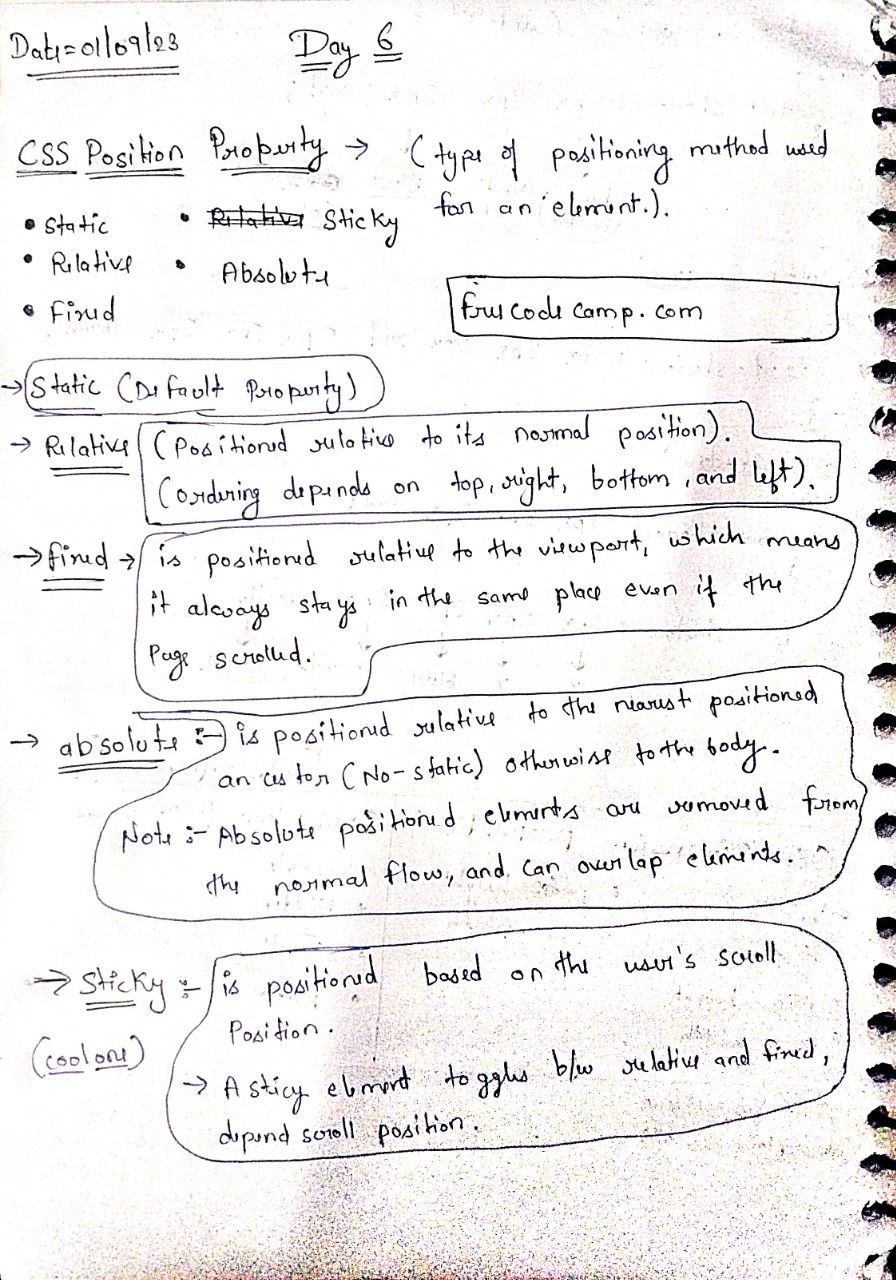 Date=01/09/23 Day 6
CSS Position Property → (type of positioning method used
for an element.).
• Static • Relative Sticky
• Relative • Absolute
• Fixed
freecodecamp.com
→ Static (Default Property)
→ Relative (Positioned relative to its normal position).
(ordering depends on top, right, bottom, and left).
→ fixed → is positioned relative to the viewport, which means
it always stays in the same place even if the
Page scrolled.
→ absolute :- is positioned relative to the nearest positioned
ancestor (No-static) otherwise to the body.
Note :- Absolute positioned, elements are removed from
the normal flow, and can overlap elements.
→ Sticky :- is positioned based on the user's scroll
(cool one) Position.
→ A sticy element toggles b/w relative and fixed,
depend scroll position.